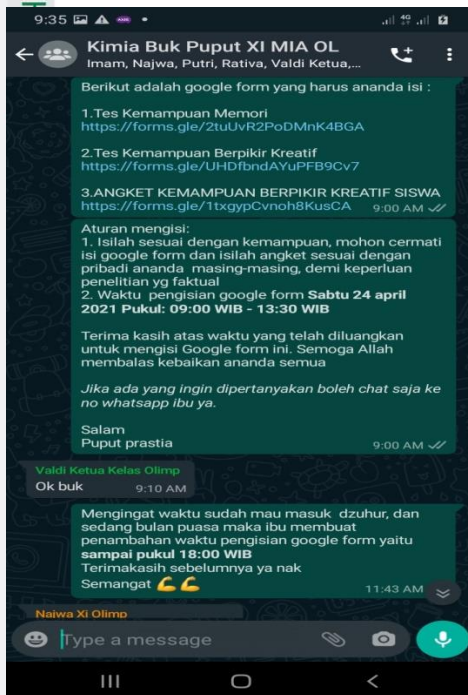 9:35
4G
Kimia Buk Puput XI MIA OL
Imam, Najwa, Putri, Rativa, Valdi Ketua,...
Berikut adalah google form yang harus ananda isi :
1.Tes Kemampuan Memori
https://forms.gle/2tuUvR2PoDMnK4BGA
2.Tes Kemampuan Berpikir Kreatif
https://forms.gle/UHDfbndAYuPFB9Cv7
3.ANGKET KEMAMPUAN BERPIKIR KREATIF SISWA
https://forms.gle/1txgypCvnoh8KusCA 9:00 AM
Aturan mengisi:
1. Isilah sesuai dengan kemampuan, mohon cermati
isi google form dan isilah angket sesuai dengan
pribadi ananda masing-masing, demi keperluan
penelitian yg faktual
2. Waktu pengisian google form Sabtu 24 april
2021 Pukul: 09:00 WIB - 13:30 WIB
Terima kasih atas waktu yang telah diluangkan
untuk mengisi Google form ini. Semoga Allah
membalas kebaikan ananda semua
Jika ada yang ingin dipertanyakan boleh chat saja ke
no whatsapp ibu ya.
Salam
Puput prastia 9:00 AM
Valdi Ketua Kelas Olimp
Ok buk 9:10 AM
Mengingat waktu sudah mau masuk dzuhur, dan
sedang bulan puasa maka ibu membuat
penambahan waktu pengisian google form yaitu
sampai pukul 18:00 WIB
Terimakasih sebelumnya ya nak
Semangat 💪💪 11:43 AM
Najwa Xi Olimp
Type a message